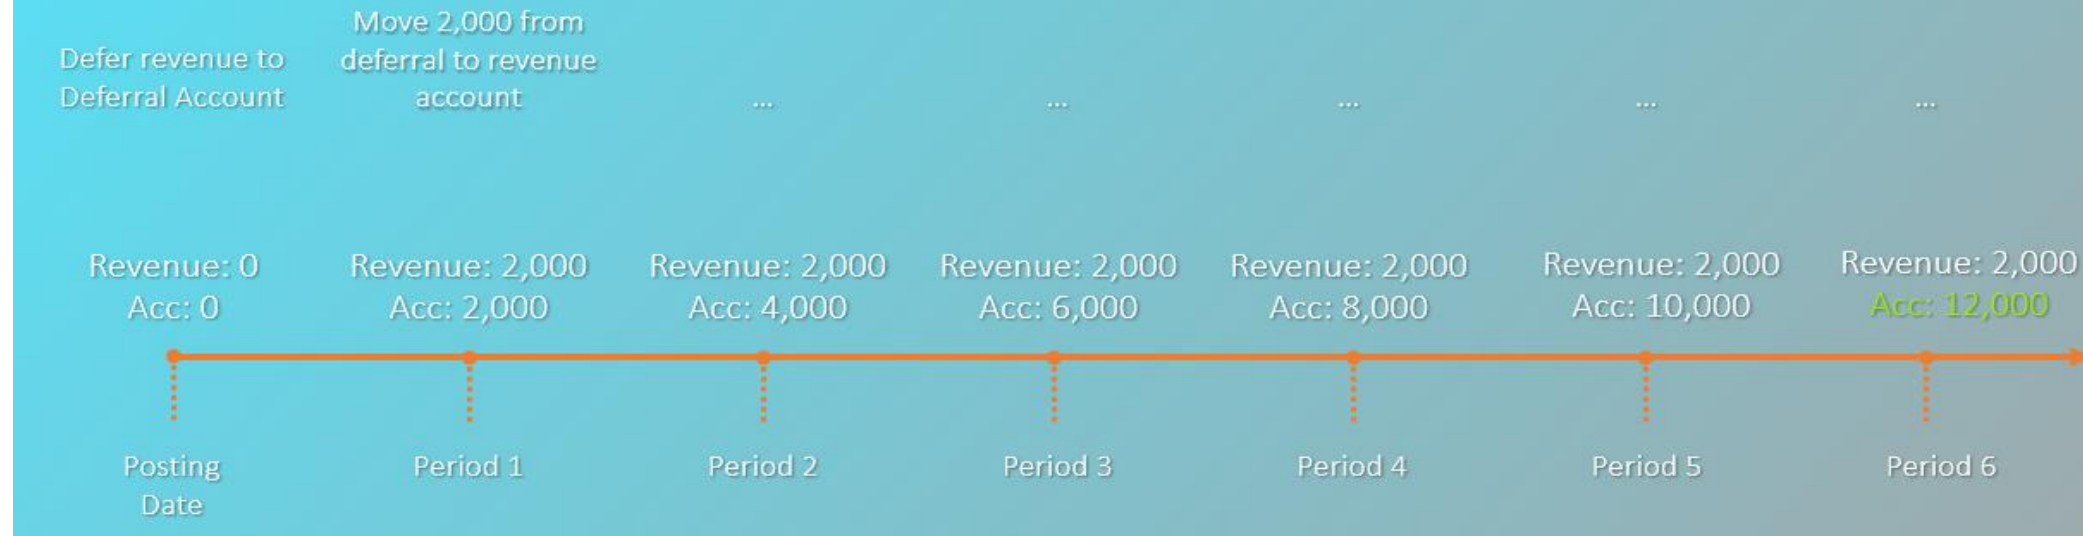 Defer revenue to
Deferral Account
Move 2,000 from
deferral to revenue
account
...
...
...
...
...
Revenue: 0
Acc: 0
Revenue: 2,000
Acc: 2,000
Revenue: 2,000
Acc: 4,000
Revenue: 2,000
Acc: 6,000
Revenue: 2,000
Acc: 8,000
Revenue: 2,000
Acc: 10,000
Revenue: 2,000
Acc: 12,000
Posting
Date
Period 1
Period 2
Period 3
Period 4
Period 5
Period 6